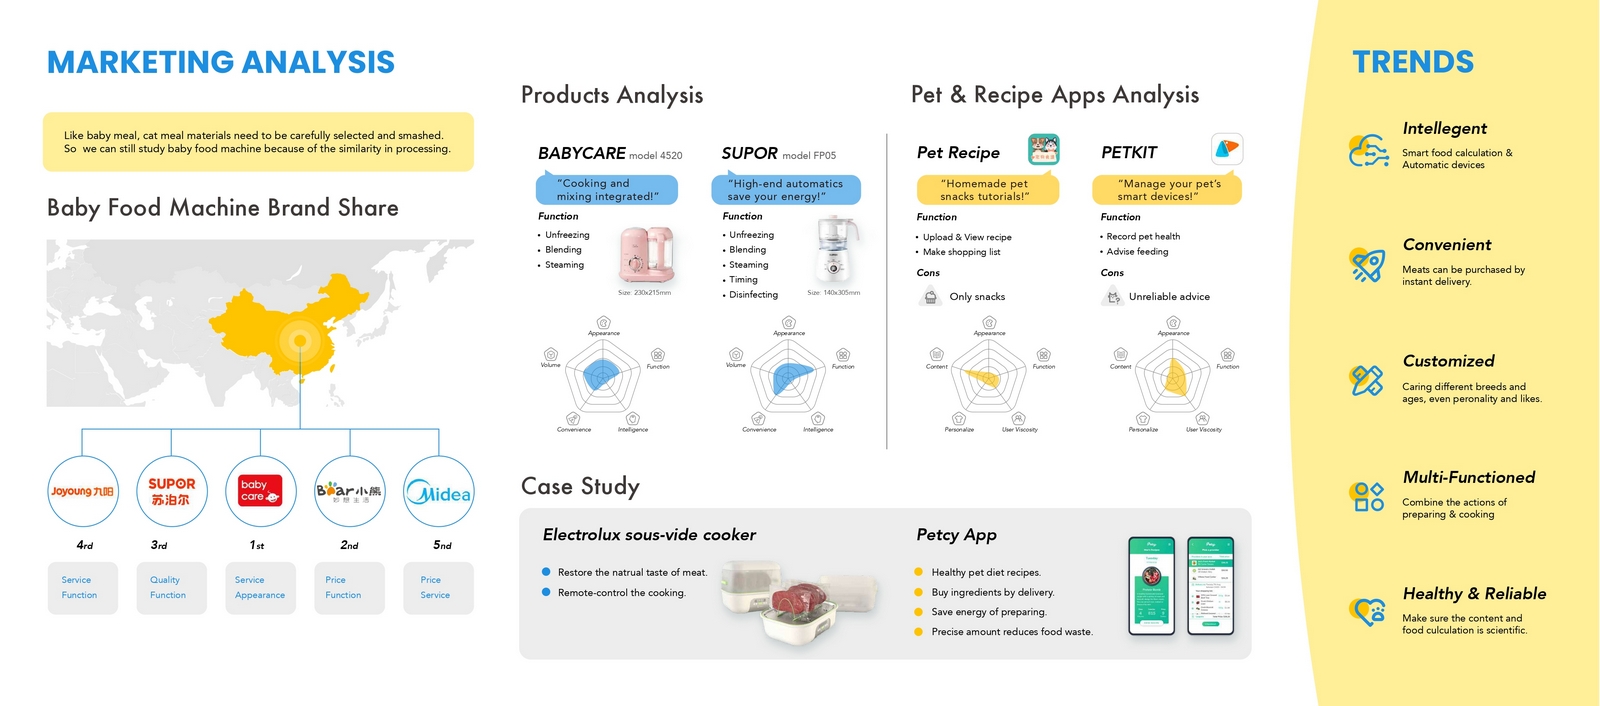 MARKETING ANALYSIS
Like baby meal, cat meal materials need to be carefully selected and smashed.
So we can still study baby food machine because of the similarity in processing.
Baby Food Machine Brand Share
Joyoung 九阳
SUPOR
苏泊尔
baby
care
Bear小熊
妙想生活
Midea
4rd
3rd
1st
2nd
5nd
Service
Function
Quality
Function
Service
Appearance
Price
Function
Price
Service
Products Analysis
BABYCARE model 4520
"Cooking and
mixing integrated!"
Function
• Unfreezing
• Blending
• Steaming
Size: 230x215mm
Appearance
Volume
Function
Convenience
Intelligence
SUPOR model FP05
"High-end automatics
save your energy!"
Function
• Unfreezing
• Blending
• Steaming
• Timing
• Disinfecting
Size: 140x305mm
Appearance
Volume
Function
Convenience
Intelligence
Pet & Recipe Apps Analysis
Pet Recipe
"Homemade pet
snacks tutorials!"
Function
• Upload & View recipe
• Make shopping list
Cons
Only snacks
Appearance
Content
Function
Personalize
User Viscosity
PETKIT
"Manage your pet's
smart devices!"
Function
• Record pet health
• Advise feeding
Cons
Unreliable advice
Appearance
Content
Function
Personalize
User Viscosity
Case Study
Electrolux sous-vide cooker
Restore the natrual taste of meat.
Remote-control the cooking.
Petcy App
Healthy pet diet recipes.
Buy ingredients by delivery.
Save energy of preparing.
Precise amount reduces food waste.
Petcy
Petcy
TRENDS
Intellegent
Smart food calculation &
Automatic devices
Convenient
Meats can be purchased by
instant delivery.
Customized
Caring different breeds and
ages, even peronality and likes.
Multi-Functioned
Combine the actions of
preparing & cooking
Healthy & Reliable
Make sure the content and
food culculation is scientific.